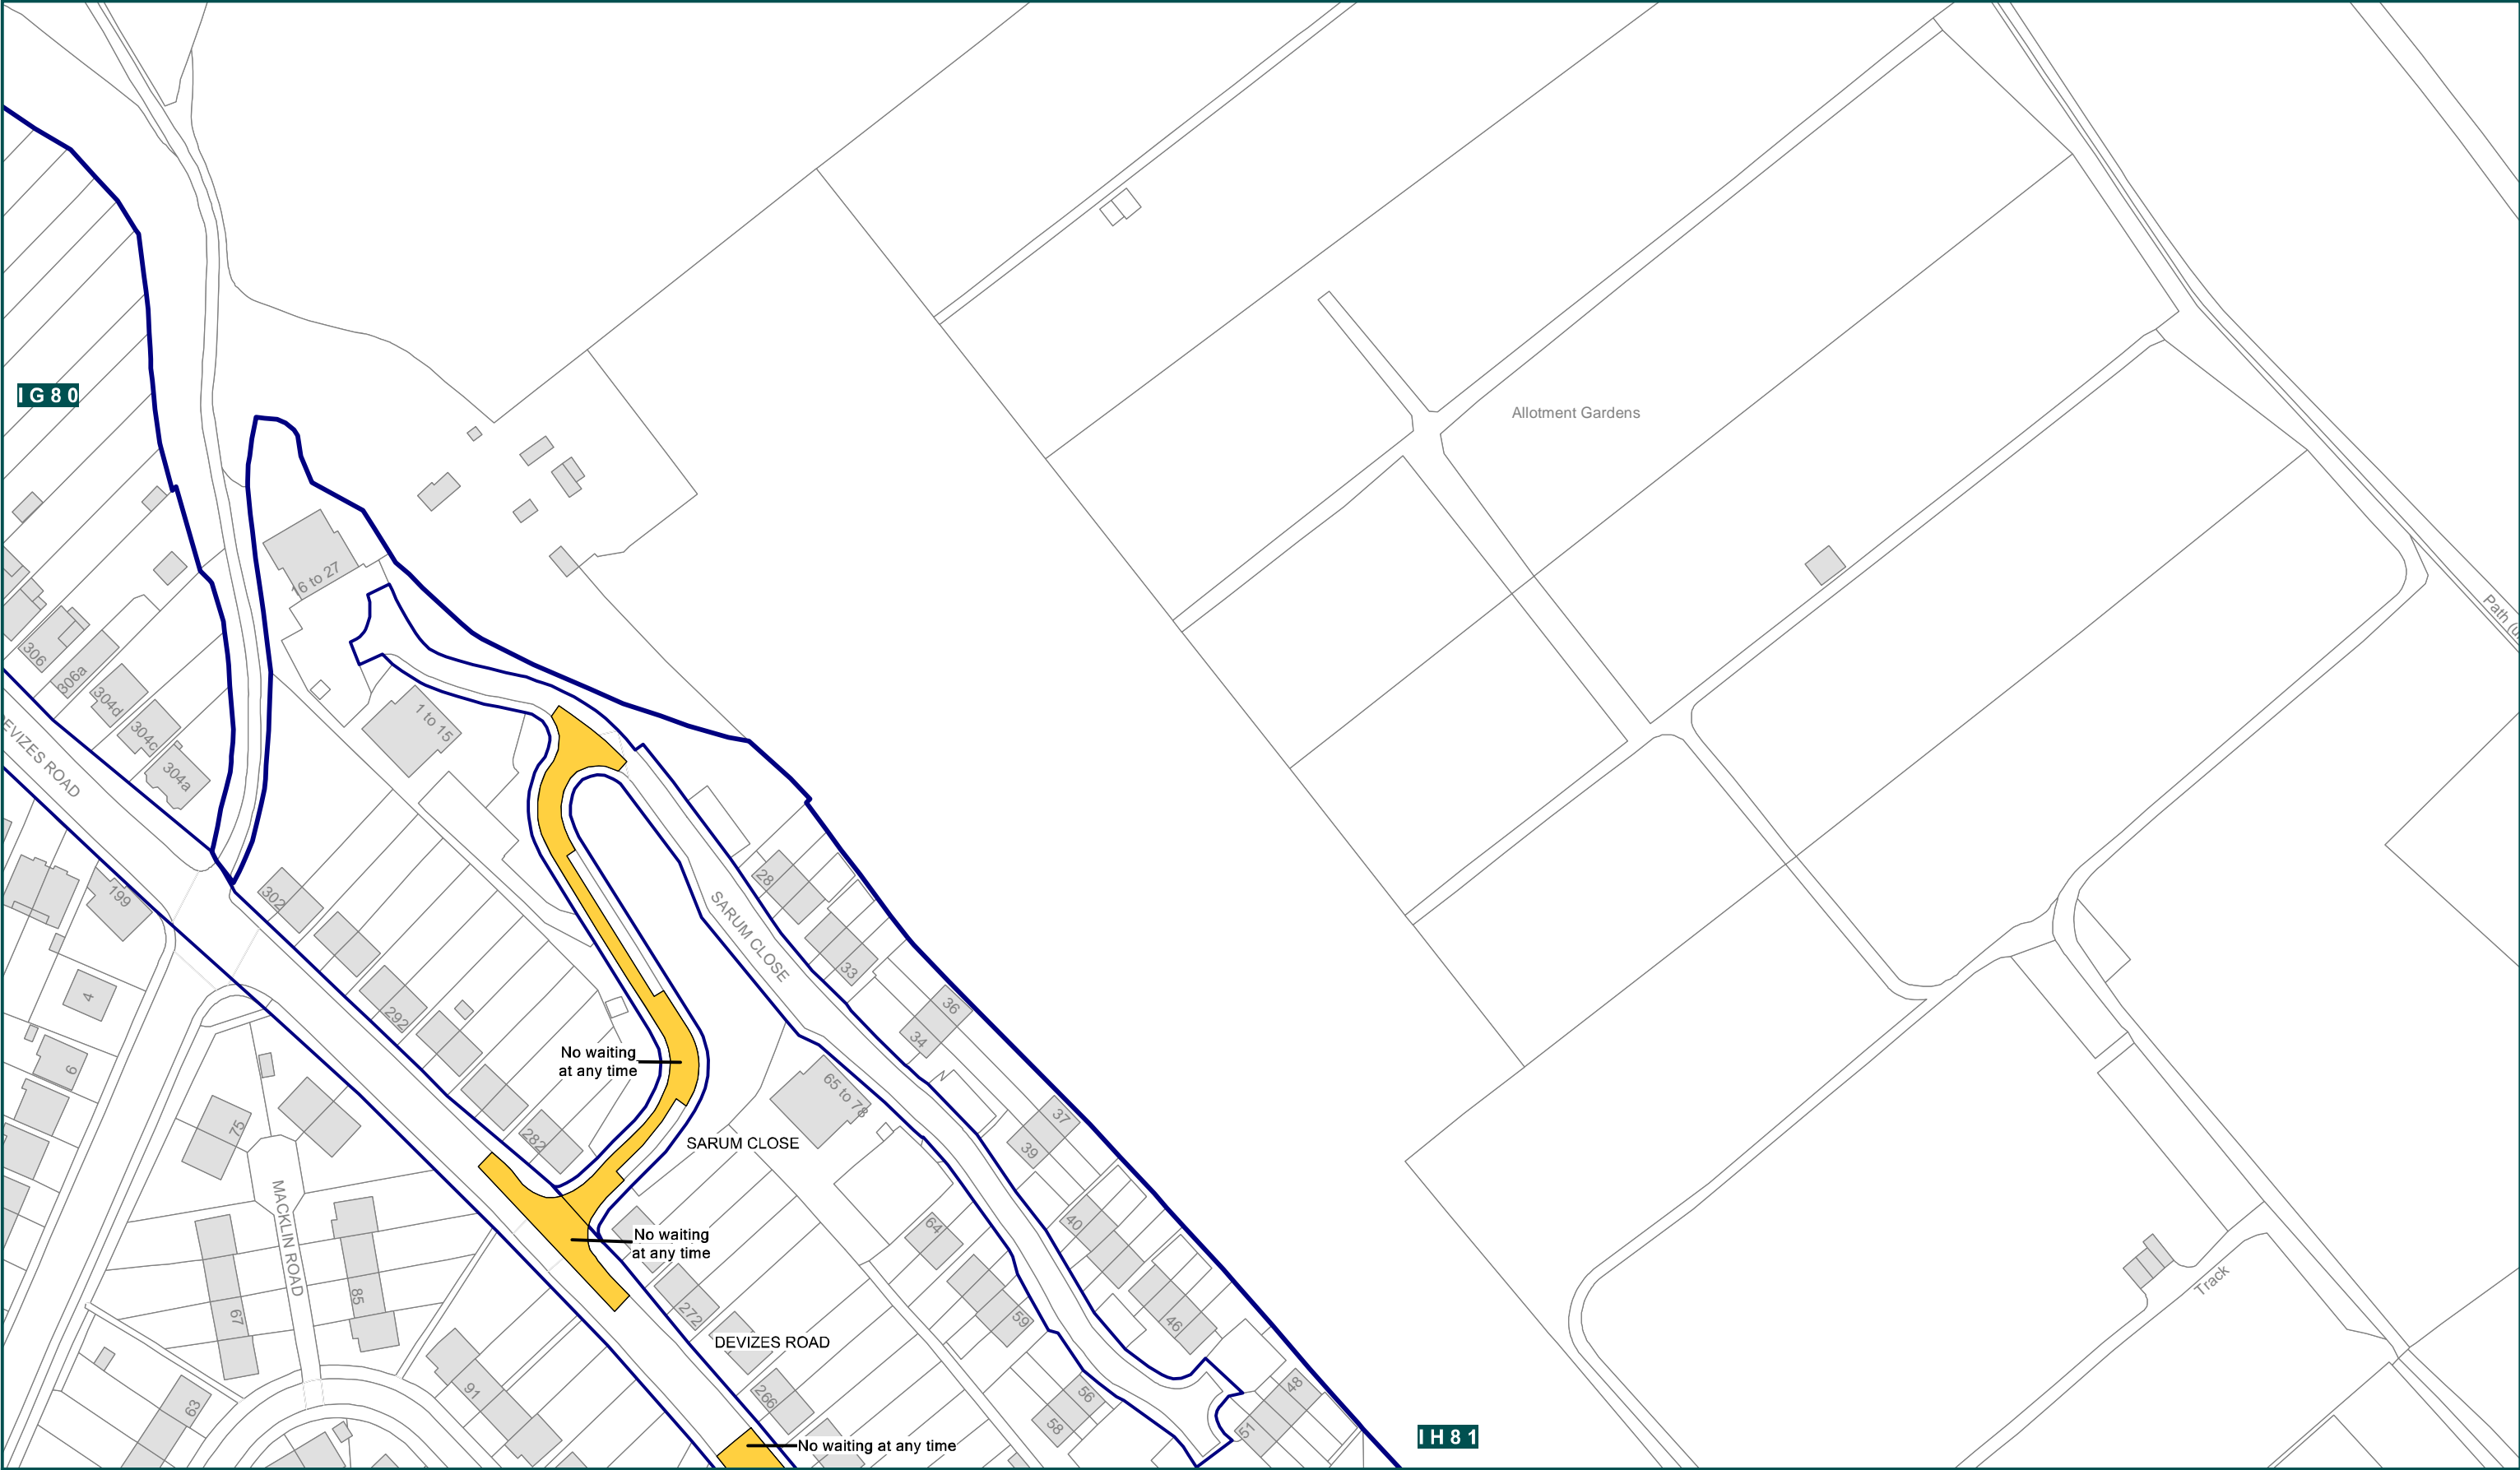 IG80
Allotment Gardens
Path
16 to 27
306
306a
304d
304c
304a
1 to 15
DEVIZES ROAD
28
199
302
SARUM CLOSE
33
4
292
36
34
No waiting
at any time
6
65 to 78
37
39
75
282
SARUM CLOSE
MACKLIN ROAD
64
40
No waiting
at any time
67
85
272
59
46
Track
DEVIZES ROAD
91
266
56
58
48
51
63
IH81
No waiting at any time